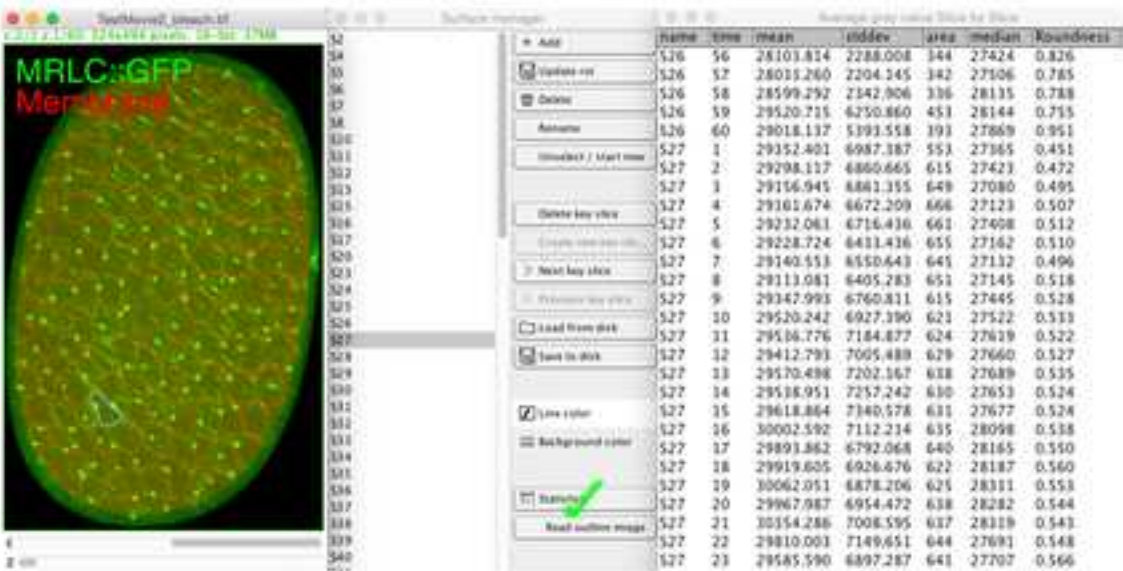 TestMovie2_bleach.tif
MRLC::GFP
Membrane
Surface manager
S2
S4
S5
S6
S7
S8
S10
S11
S12
S13
S15
S16
S17
S20
S23
S24
S25
S26
S27
S28
S29
S30
S31
S32
S33
S34
S35
S36
S37
S38
S39
S40
Add
Update roi
Delete
Rename
Unselect / start new
Delete key slice
Next key slice
Previous key slice
Load from disk
Save to disk
Line color
Background color
Statistics
Read outline image
Average gray value Slice by Slice
name time mean stddev area median Roundness
S26 56 28103.814 2288.008 344 27424 0.826
S26 57 28033.260 2204.145 342 27506 0.785
S26 58 28599.292 2342.906 336 28135 0.788
S26 59 29520.715 6250.860 453 28144 0.755
S26 60 29018.137 5393.558 393 27869 0.951
S27 1 29352.401 6987.387 553 27365 0.451
S27 2 29298.117 6860.665 615 27423 0.472
S27 3 29156.945 6861.355 649 27080 0.495
S27 4 29161.674 6672.209 666 27123 0.507
S27 5 29232.061 6716.436 661 27408 0.512
S27 6 29228.724 6413.436 655 27162 0.510
S27 7 29140.553 6550.643 645 27132 0.496
S27 8 29113.081 6405.283 651 27145 0.518
S27 9 29347.993 6760.811 615 27445 0.528
S27 10 29520.242 6927.390 621 27522 0.533
S27 11 29536.776 7184.877 624 27619 0.522
S27 12 29412.793 7005.489 629 27660 0.527
S27 13 29570.498 7202.167 638 27689 0.535
S27 14 29538.951 7257.242 630 27653 0.524
S27 15 29618.864 7340.578 631 27677 0.524
S27 16 30002.592 7112.214 635 28098 0.538
S27 17 29893.862 6792.068 640 28165 0.550
S27 18 29919.605 6926.676 622 28187 0.560
S27 19 30062.051 6878.206 625 28311 0.553
S27 20 29967.987 6954.472 638 28282 0.544
S27 21 30354.286 7008.595 637 28319 0.543
S27 22 29810.003 7149.651 644 27691 0.548
S27 23 29585.590 6897.287 641 27707 0.566